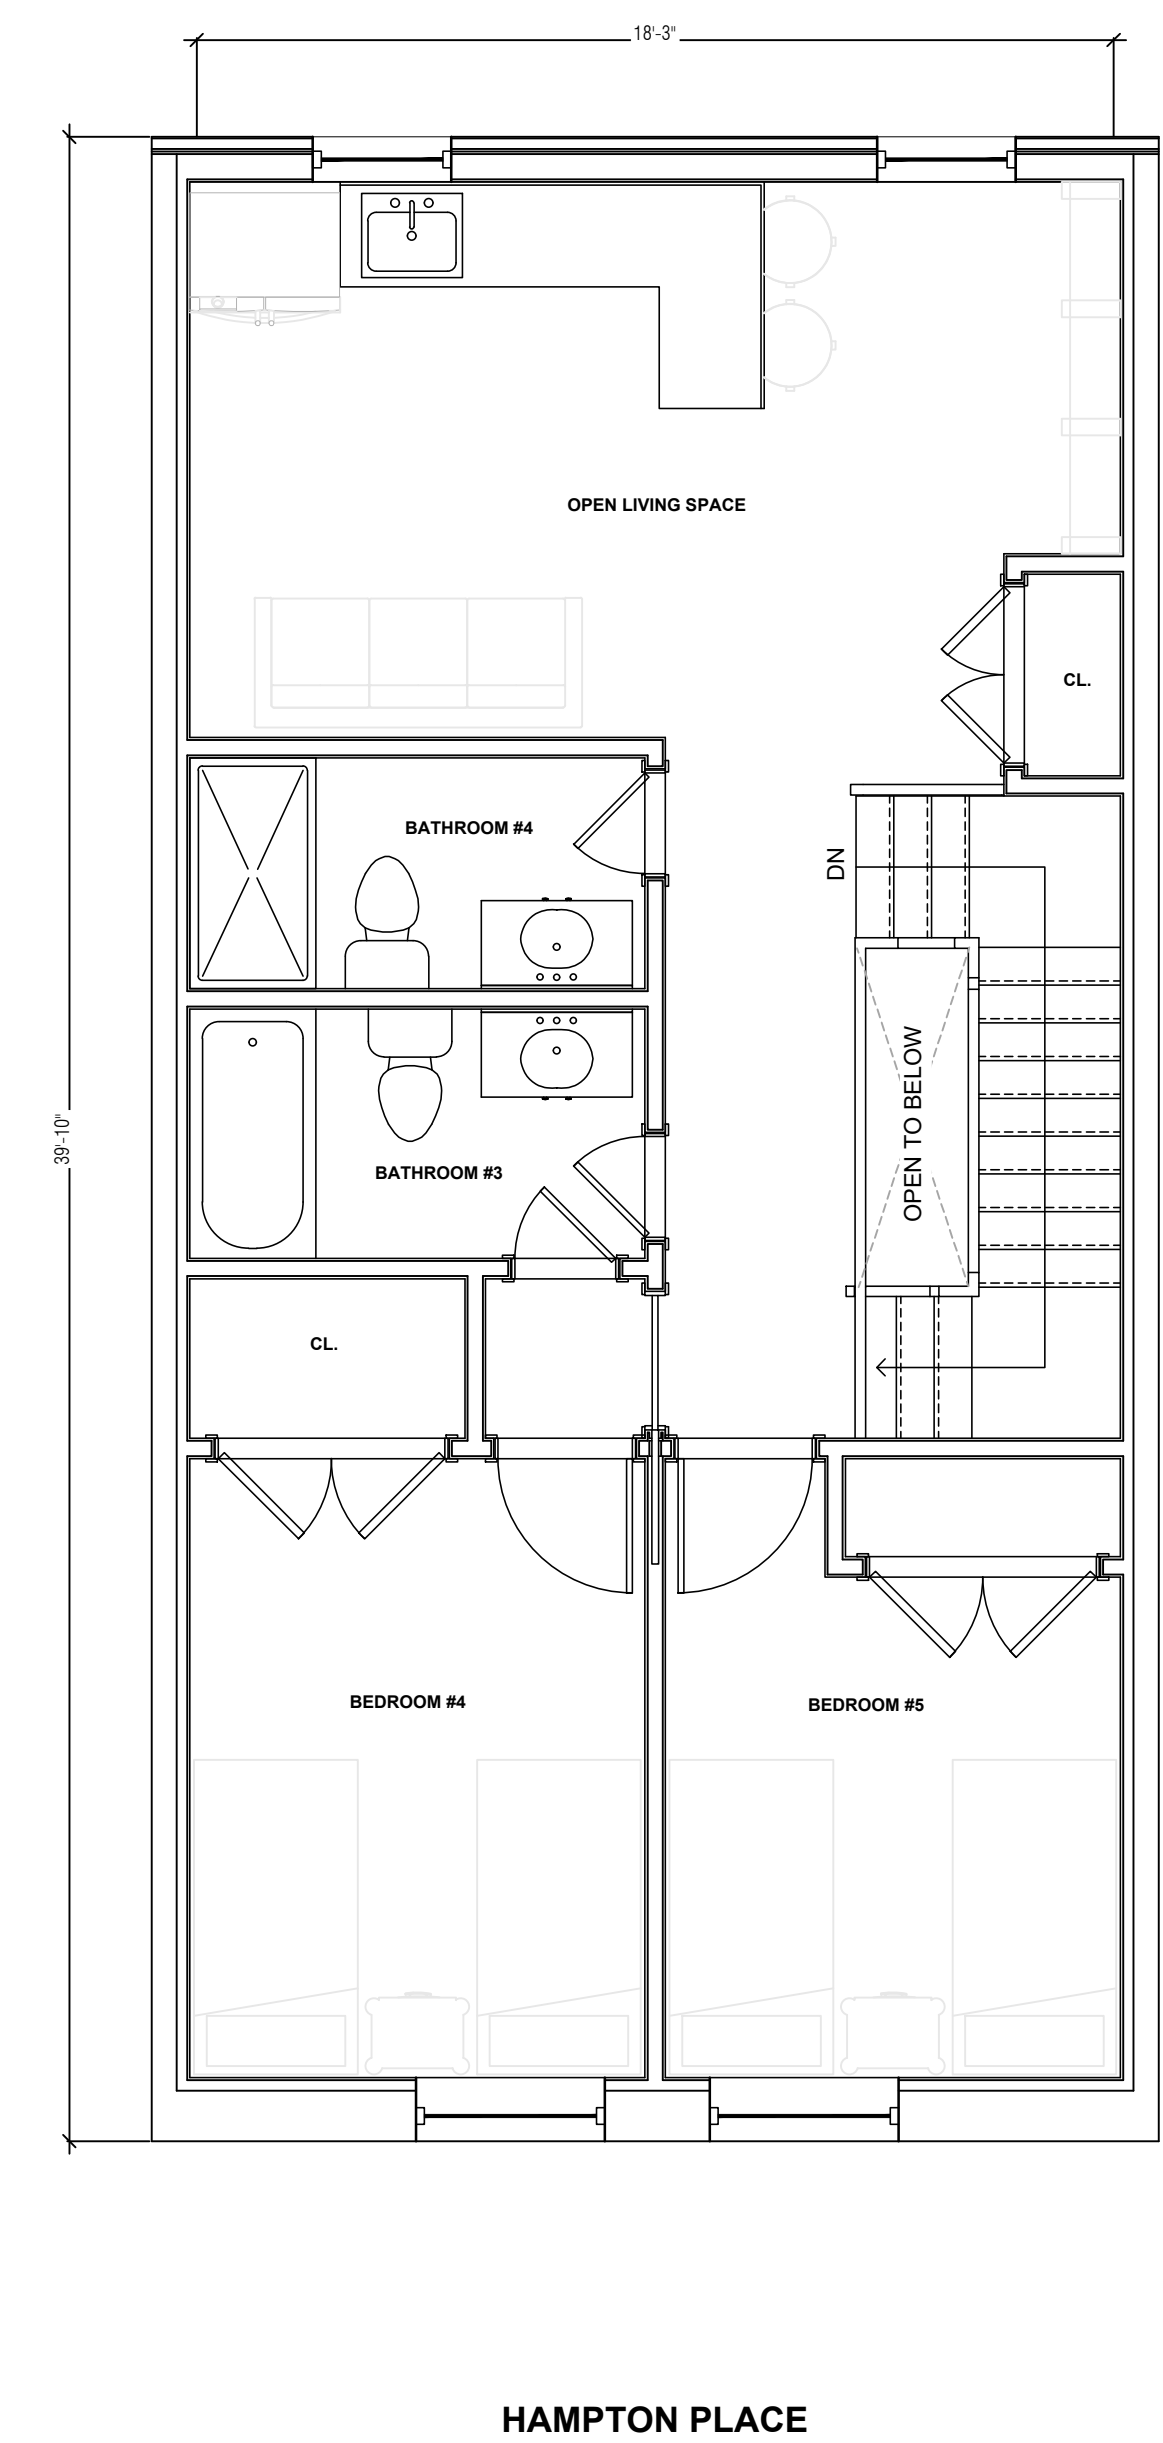 18'-3"
OPEN LIVING SPACE
CL.
BATHROOM #4
DN
OPEN TO BELOW
39'-10"
BATHROOM #3
CL.
BEDROOM #4
BEDROOM #5
HAMPTON PLACE